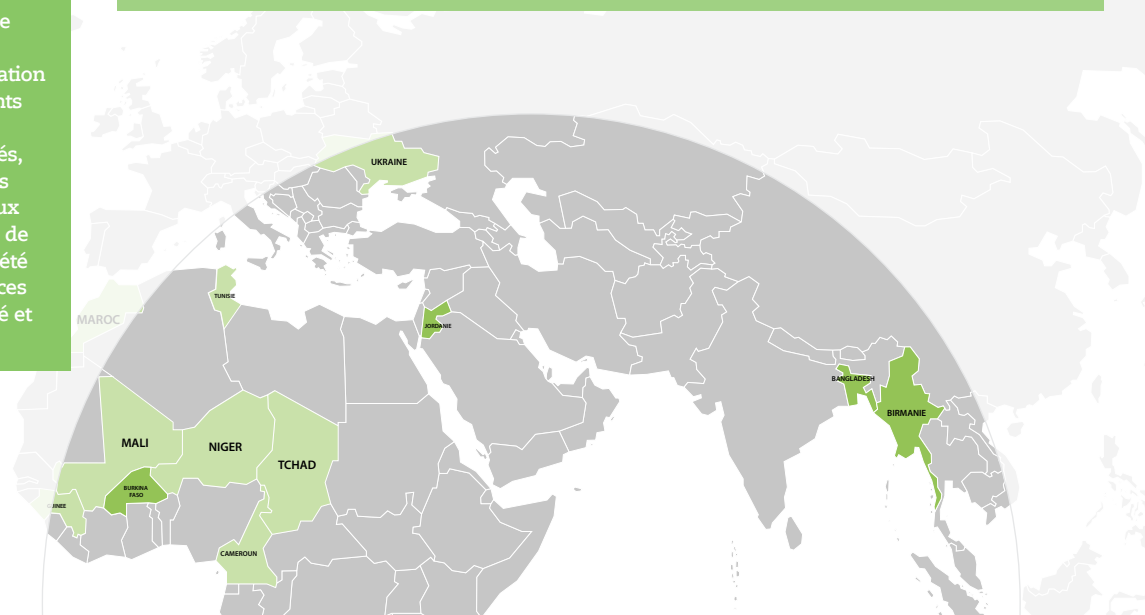 e
ation
nts
és,
s
ux
de
été
ces
é et
UKRAINE
TUNISIE
MAROC
JORDANIE
BANGLADESH
BIRMANIE
MALI
NIGER
TCHAD
BURKINA
FASO
UINEE
CAMEROUN